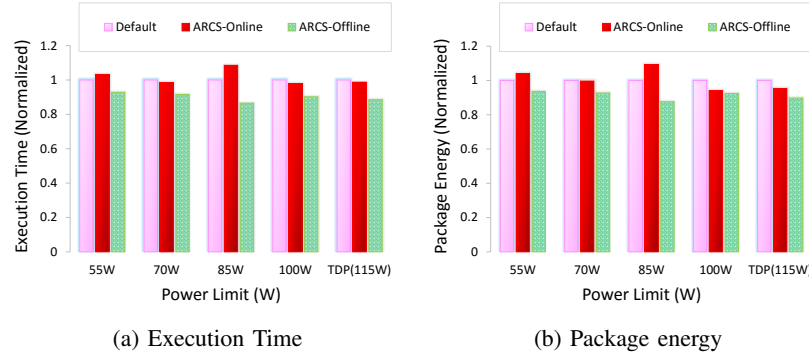 Default ARCS-Online ARCS-Offline
1.2
1
0.8
0.6
0.4
0.2
0
Execution Time (Normalized)
55W 70W 85W 100W TDP(115W)
Power Limit (W)
(a) Execution Time
Default ARCS-Online ARCS-Offline
1.2
1
0.8
0.6
0.4
0.2
0
Package Energy (Normalized)
55W 70W 85W 100W TDP(115W)
Power Limit (W)
(b) Package energy